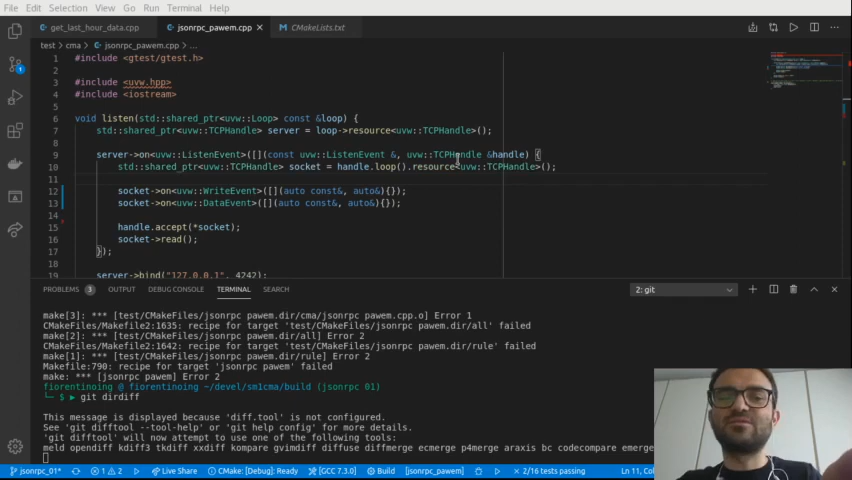 File Edit Selection View Go Run Terminal Help
get_last_hour_data.cpp jsonrpc_pawem.cpp CMakeLists.txt
test > cma > jsonrpc_pawem.cpp > ...
1 #include <gtest/gtest.h>
2
3 #include <uvw.hpp>
4 #include <iostream>
5
6 void listen(std::shared_ptr<uvw::Loop> const &loop) {
7 std::shared_ptr<uvw::TCPHandle> server = loop->resource<uvw::TCPHandle>();
8
9 server->on<uvw::ListenEvent>([](const uvw::ListenEvent &, uvw::TCPHandle &handle) {
10 std::shared_ptr<uvw::TCPHandle> socket = handle.loop().resource<uvw::TCPHandle>();
11
12 socket->on<uvw::WriteEvent>([](auto const&, auto&){});
13 socket->on<uvw::DataEvent>([](auto const&, auto&){});
14
15 handle.accept(*socket);
16 socket->read();
17 });
18
19 server->bind("127.0.0.1", 4242);
PROBLEMS 3 OUTPUT DEBUG CONSOLE TERMINAL SEARCH 2: git
make[3]: *** [test/CMakeFiles/jsonrpc_pawem.dir/cma/jsonrpc_pawem.cpp.o] Error 1
CMakeFiles/Makefile2:1635: recipe for target 'test/CMakeFiles/jsonrpc_pawem.dir/all' failed
make[2]: *** [test/CMakeFiles/jsonrpc_pawem.dir/all] Error 2
CMakeFiles/Makefile2:1642: recipe for target 'test/CMakeFiles/jsonrpc_pawem.dir/rule' failed
make[1]: *** [test/CMakeFiles/jsonrpc_pawem.dir/rule] Error 2
Makefile:790: recipe for target 'jsonrpc_pawem' failed
make: *** [jsonrpc_pawem] Error 2
fiorentinoing @ fiorentinoing ~/devel/sm1cma/build (jsonrpc_01)
└─ $ ▶ git dirdiff
This message is displayed because 'diff.tool' is not configured.
See 'git difftool --tool-help' or 'git help config' for more details.
'git difftool' will now attempt to use one of the following tools:
meld opendiff kdiff3 tkdiff xxdiff kompare gvimdiff diffuse diffmerge ecmerge p4merge araxis bc codecompare emerge
jsonrpc_01* 1 2 Live Share CMake: [Debug]: Ready [GCC 7.3.0] Build [jsonrpc_pawem] 2/16 tests passing Ln 11, Col